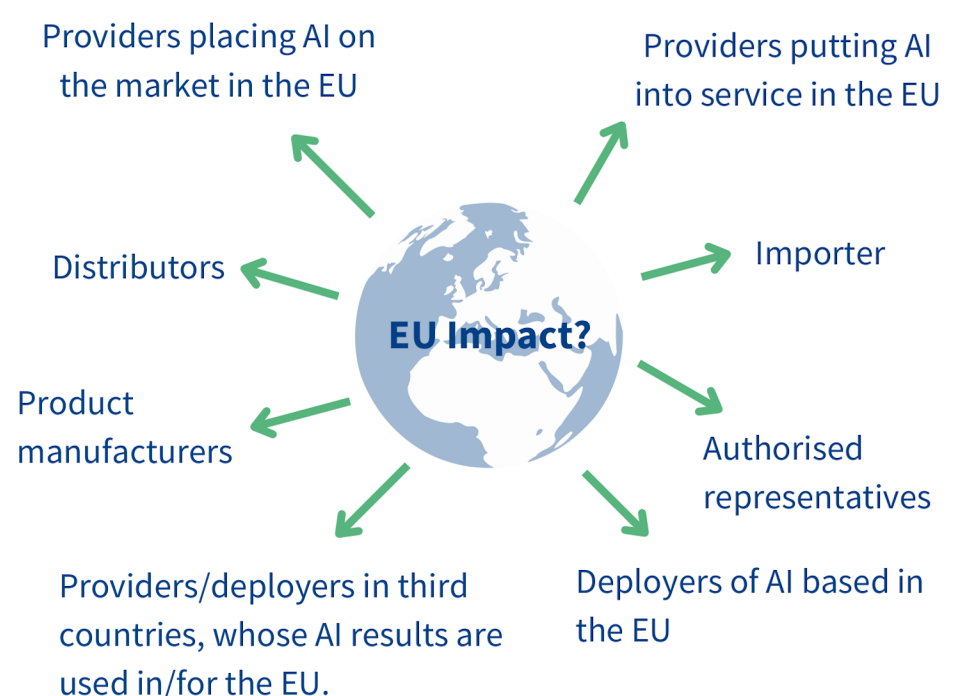 Providers placing AI on
the market in the EU
Providers putting AI
into service in the EU
Distributors
Importer
EU Impact?
Product
manufacturers
Authorised
representatives
Providers/deployers in third
countries, whose AI results are
used in/for the EU.
Deployers of AI based in
the EU